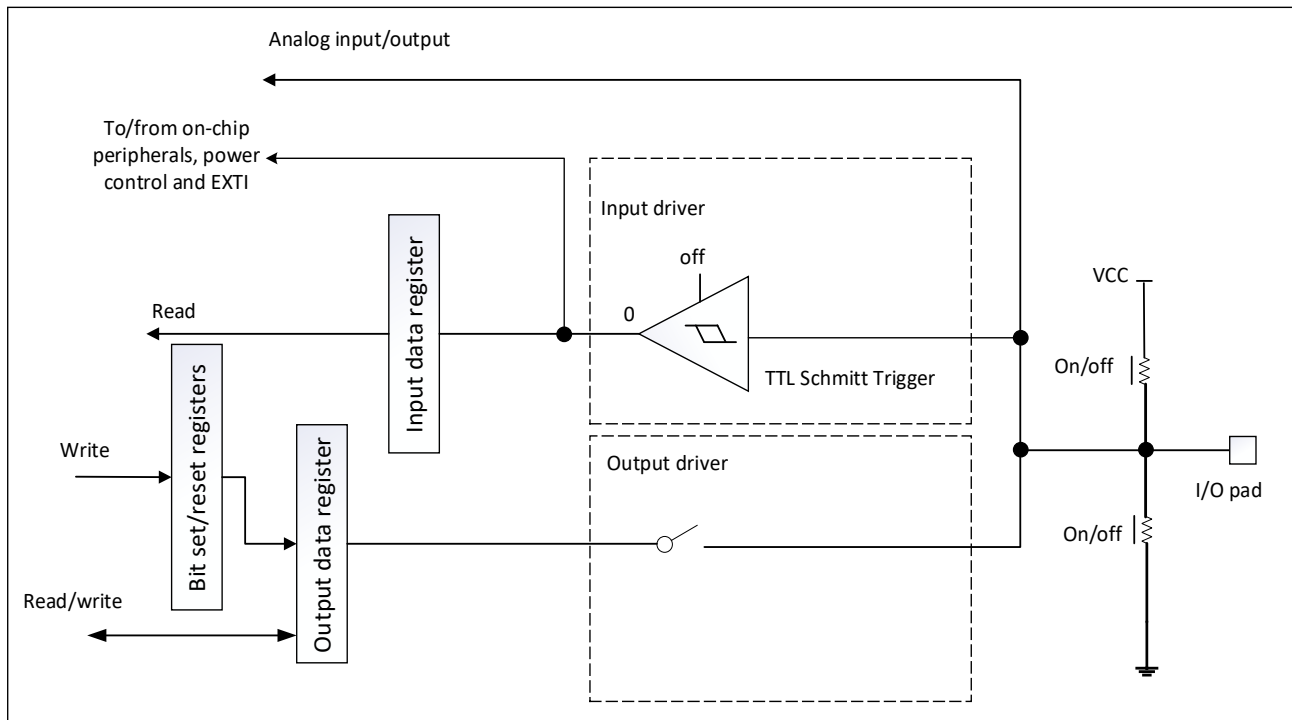 Analog input/output
To/from on-chip
peripherals, power
control and EXTI
Input driver
off
0
TTL Schmitt Trigger
Input data register
Read
VCC
On/off
Bit set/reset registers
Write
Output data register
Output driver
I/O pad
On/off
Read/write